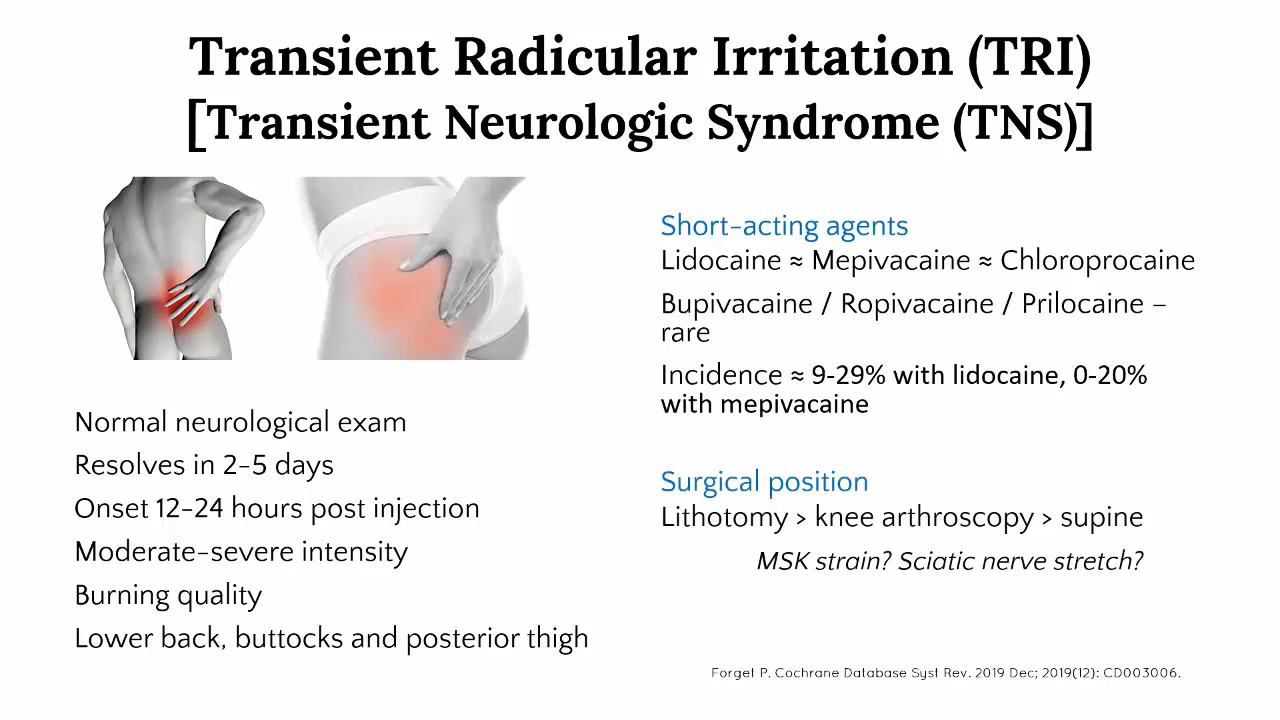 Transient Radicular Irritation (TRI)
[Transient Neurologic Syndrome (TNS)]
Normal neurological exam
Resolves in 2-5 days
Onset 12-24 hours post injection
Moderate-severe intensity
Burning quality
Lower back, buttocks and posterior thigh
Short-acting agents
Lidocaine ≈ Mepivacaine ≈ Chloroprocaine
Bupivacaine / Ropivacaine / Prilocaine –
rare
Incidence ≈ 9-29% with lidocaine, 0-20%
with mepivacaine
Surgical position
Lithotomy > knee arthroscopy > supine
MSK strain? Sciatic nerve stretch?
Forget P. Cochrane Database Syst Rev. 2019 Dec; 2019(12): CD003006.